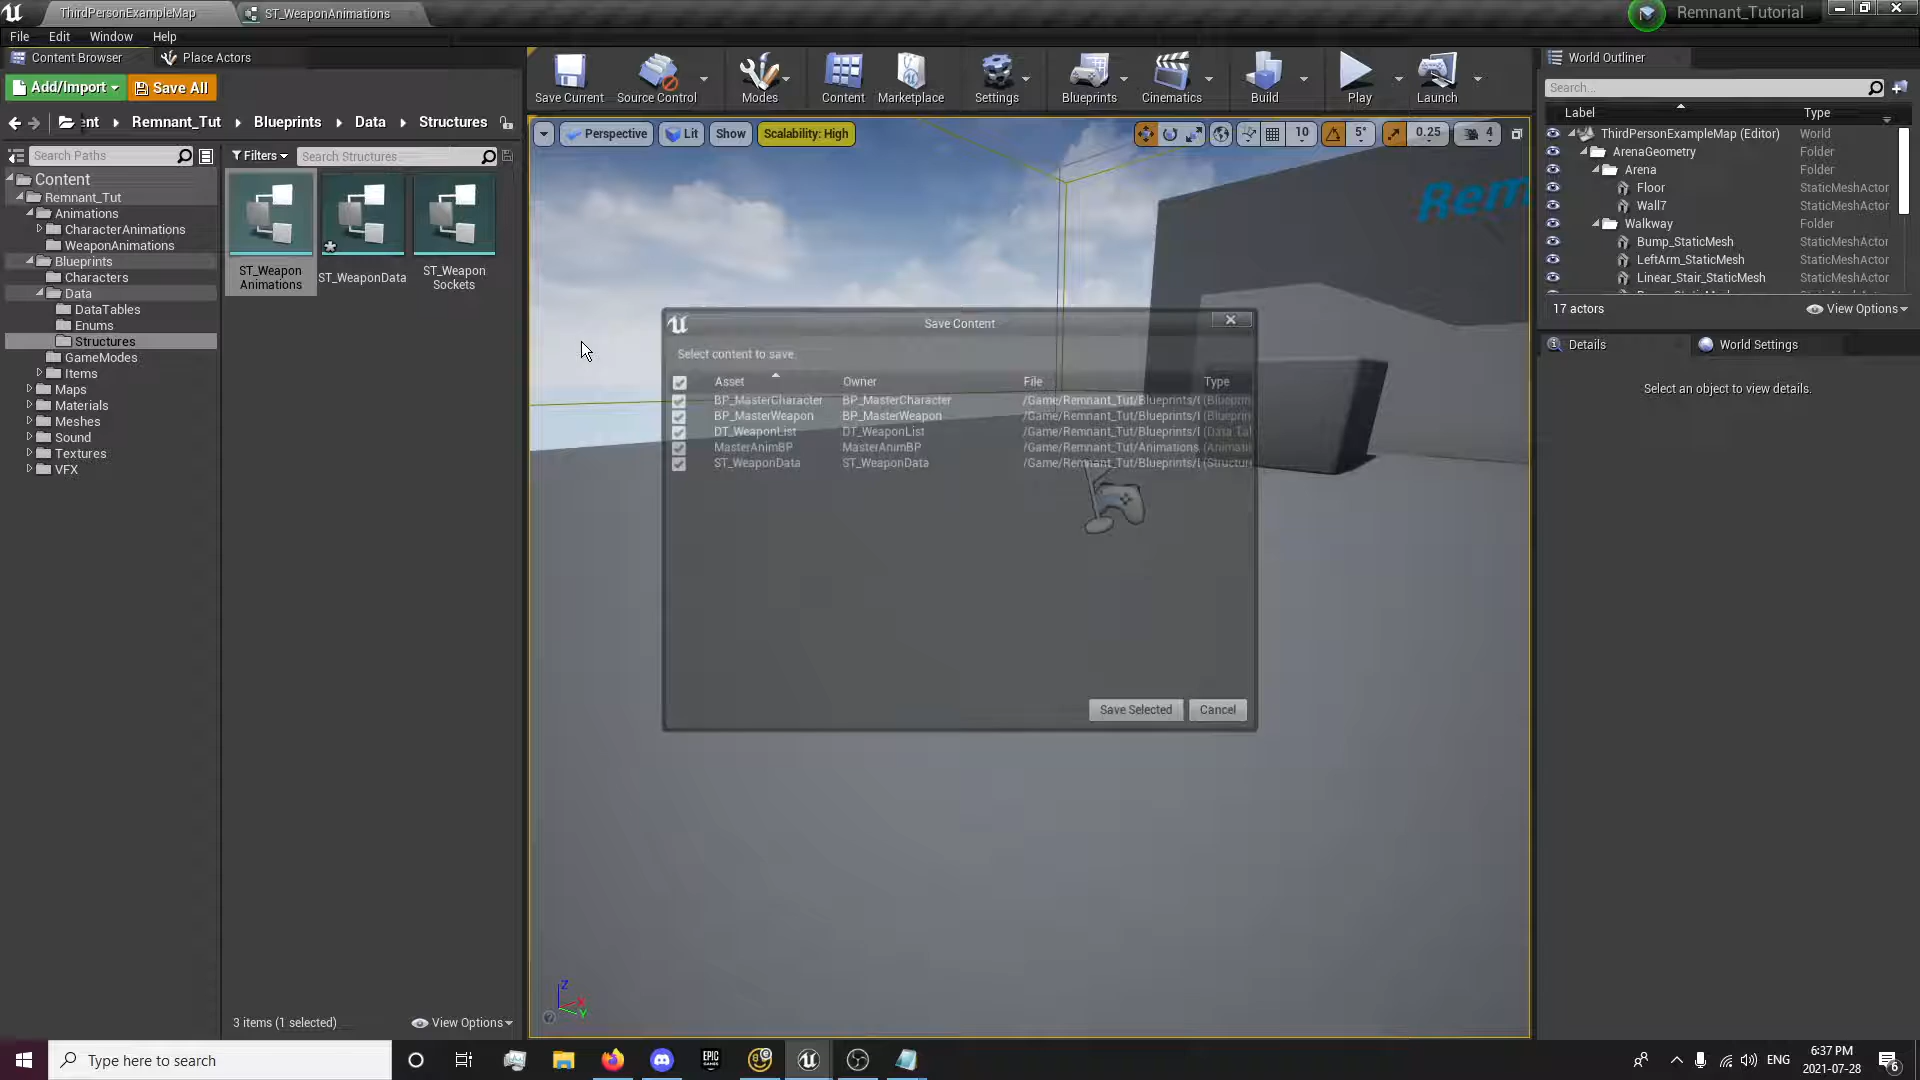 ThirdPersonExampleMap
ST_WeaponAnimations
Remnant_Tutorial
File Edit Window Help
Content Browser
Place Actors
Add/Import
Save All
Remnant_Tut
Blueprints
Data
Structures
Search Paths
Filters
Search Structures
Content
Remnant_Tut
Animations
CharacterAnimations
WeaponAnimations
Blueprints
Characters
Data
DataTables
Enums
Structures
GameModes
Items
Maps
Materials
Meshes
Sound
Textures
VFX
ST_Weapon
Animations
ST_WeaponData
ST_Weapon
Sockets
3 items (1 selected)
View Options
Save Current
Source Control
Modes
Content
Marketplace
Settings
Blueprints
Cinematics
Build
Play
Launch
Perspective
Lit
Show
Scalability: High
10
5°
0.25
4
Rem
Save Content
Select content to save.
Asset Owner File Type
BP_MasterCharacter BP_MasterCharacter /Game/Remnant_Tut/Blueprints/( (Blueprin
BP_MasterWeapon BP_MasterWeapon /Game/Remnant_Tut/Blueprints/I (Blueprin
DT_WeaponList DT_WeaponList /Game/Remnant_Tut/Blueprints/I (Data Tal
MasterAnimBP MasterAnimBP /Game/Remnant_Tut/Animations, (Animati
ST_WeaponData ST_WeaponData /Game/Remnant_Tut/Blueprints/I (Structur
Save Selected
Cancel
Z
X
Y
World Outliner
Search...
Label Type
ThirdPersonExampleMap (Editor) World
ArenaGeometry Folder
Arena Folder
Floor StaticMeshActor
Wall7 StaticMeshActor
Walkway Folder
Bump_StaticMesh StaticMeshActor
LeftArm_StaticMesh StaticMeshActor
Linear_Stair_StaticMesh StaticMeshActor
17 actors
View Options
Details
World Settings
Select an object to view details.
Type here to search
EPIC
ENG
6:37 PM
2021-07-28
6